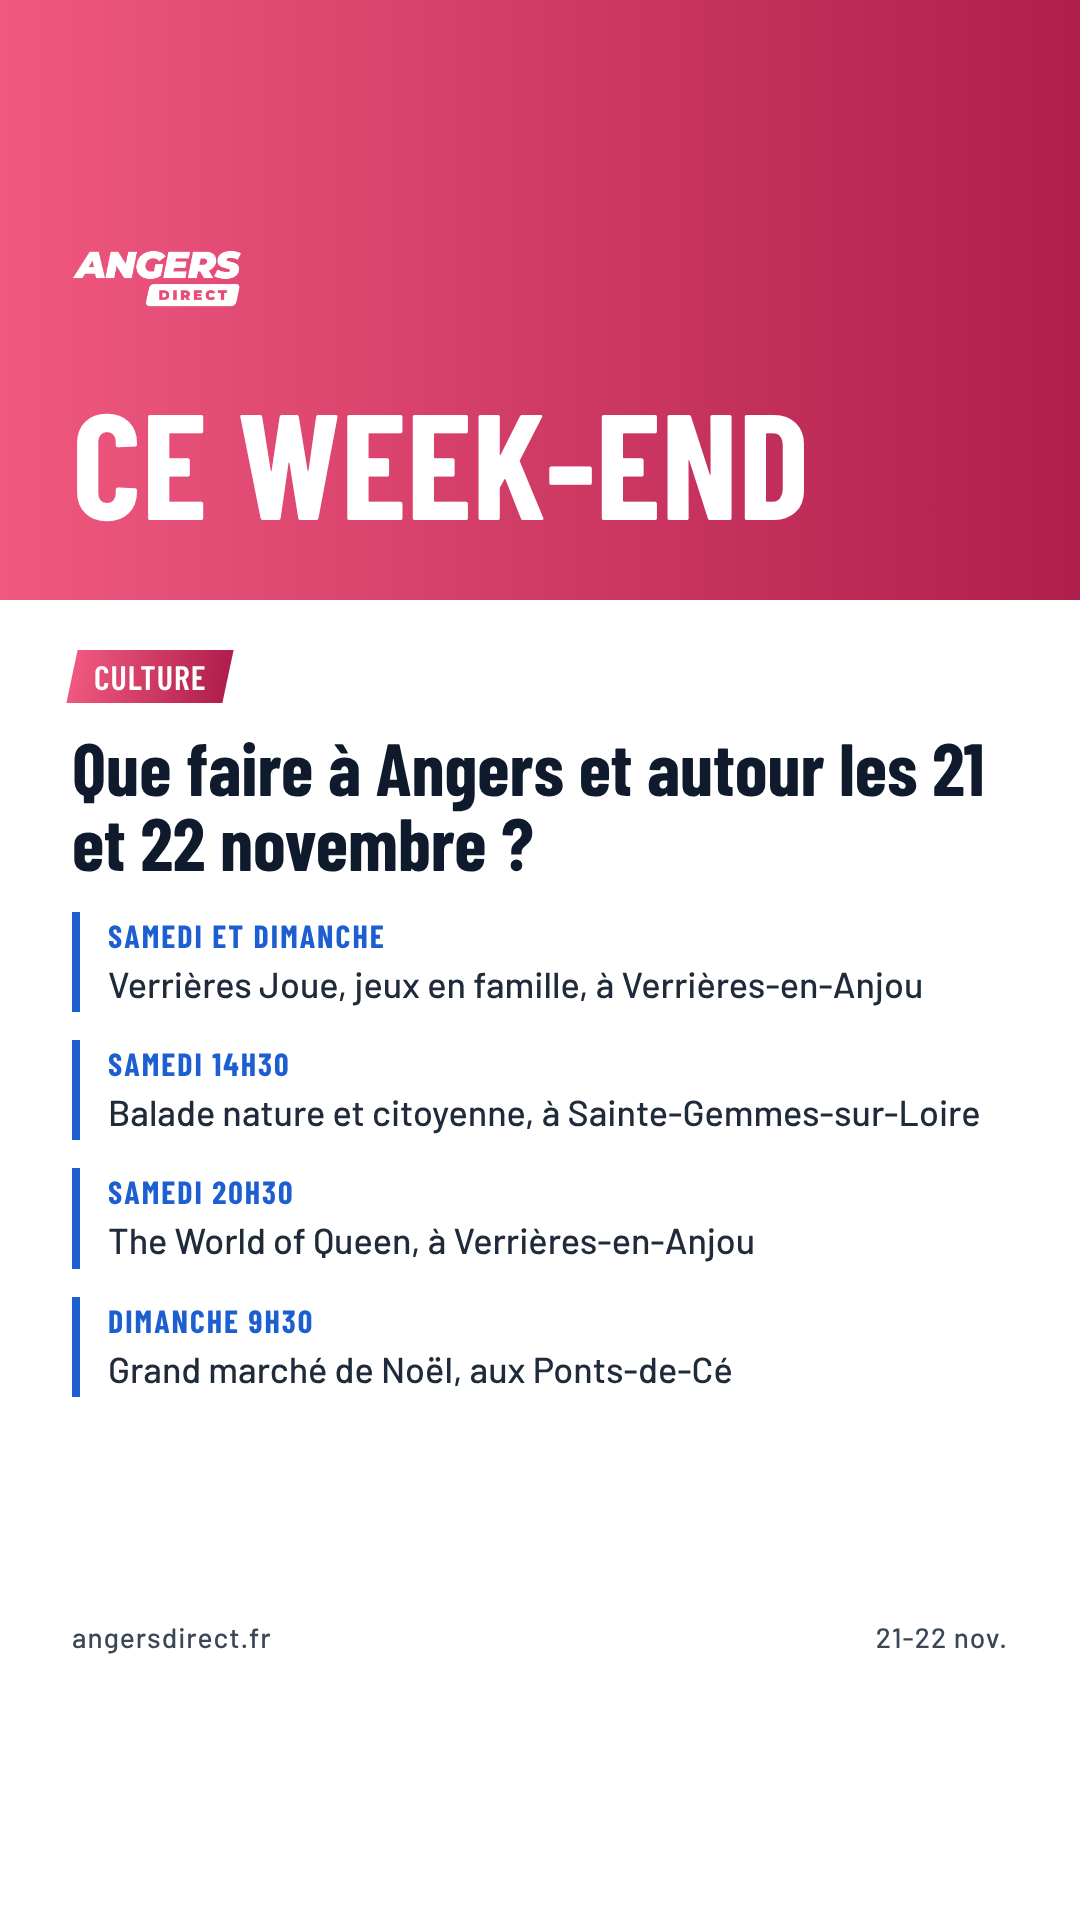 ANGERS
DIRECT
CE WEEK-END
CULTURE
Que faire à Angers et autour les 21
et 22 novembre ?
SAMEDI ET DIMANCHE
Verrières Joue, jeux en famille, à Verrières-en-Anjou
SAMEDI 14H30
Balade nature et citoyenne, à Sainte-Gemmes-sur-Loire
SAMEDI 20H30
The World of Queen, à Verrières-en-Anjou
DIMANCHE 9H30
Grand marché de Noël, aux Ponts-de-Cé
angersdirect.fr
21-22 nov.